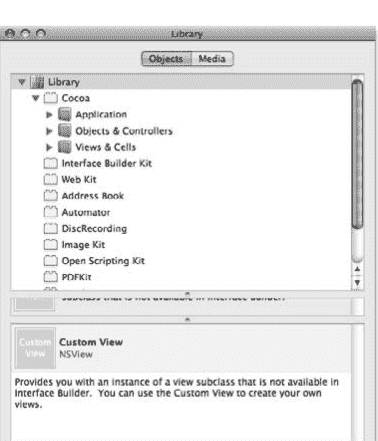 Library
Objects Media
Library
Cocoa
Application
Objects & Controllers
Views & Cells
Interface Builder Kit
Web Kit
Address Book
Automator
DiscRecording
Image Kit
Open Scripting Kit
PDFKit
subclass that is not available in Interface Builder.
Custom View
Custom View
NSView
Provides you with an instance of a view subclass that is not available in
Interface Builder. You can use the Custom View to create your own
views.